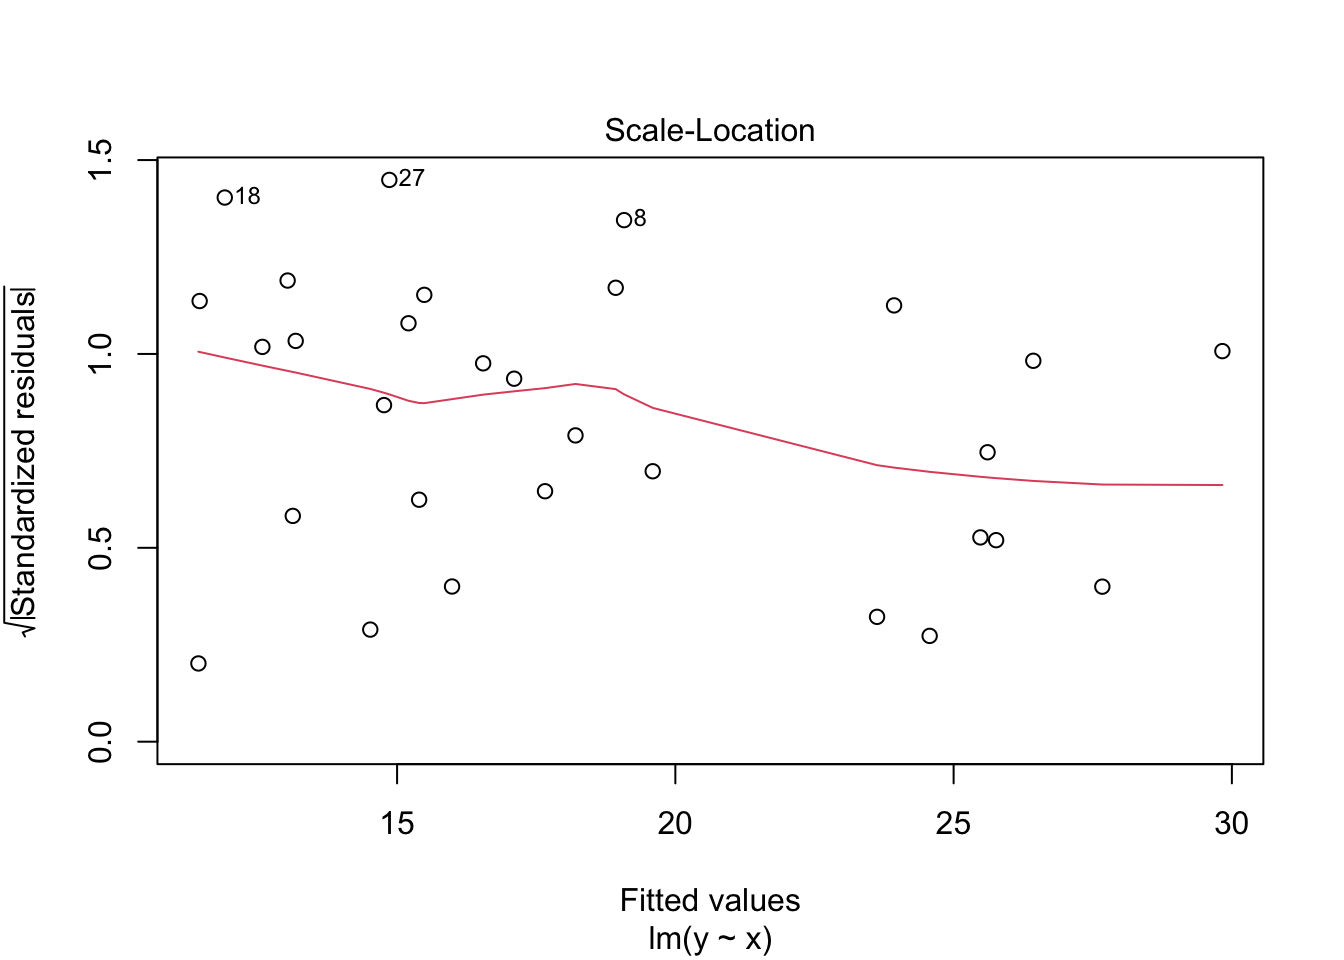 Scale-Location
√|Standardized residuals|
1.5
1.0
0.5
0.0
18
27
8
15 20 25 30
Fitted values
lm(y ~ x)